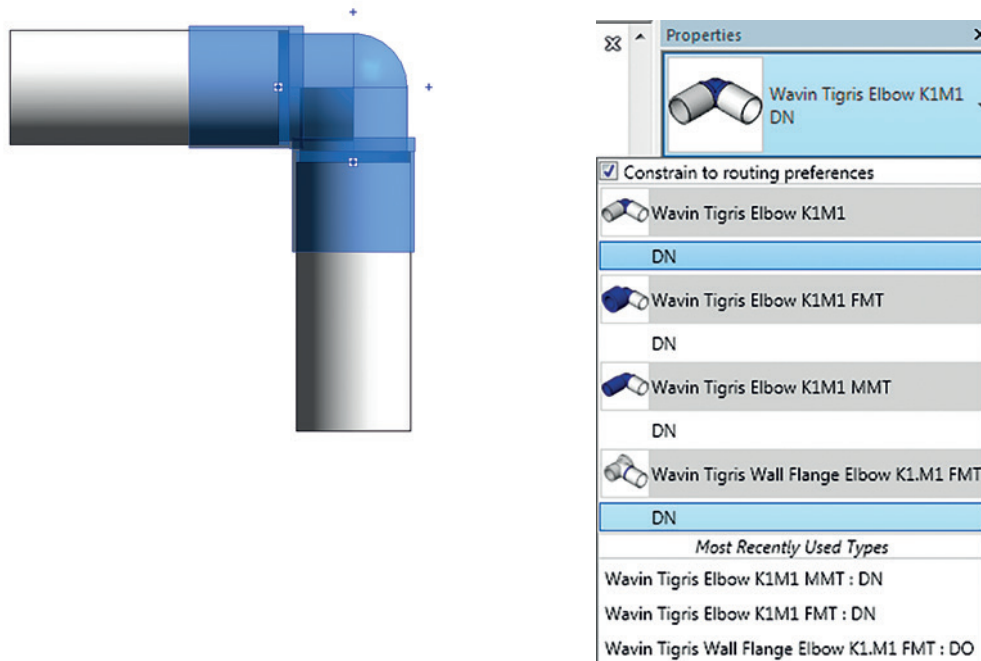 Properties
Wavin Tigris Elbow K1M1
DN
Constrain to routing preferences
Wavin Tigris Elbow K1M1
DN
Wavin Tigris Elbow K1M1 FMT
DN
Wavin Tigris Elbow K1M1 MMT
DN
Wavin Tigris Wall Flange Elbow K1.M1 FMT
DN
Most Recently Used Types
Wavin Tigris Elbow K1M1 MMT : DN
Wavin Tigris Elbow K1M1 FMT : DN
Wavin Tigris Wall Flange Elbow K1.M1 FMT : DO